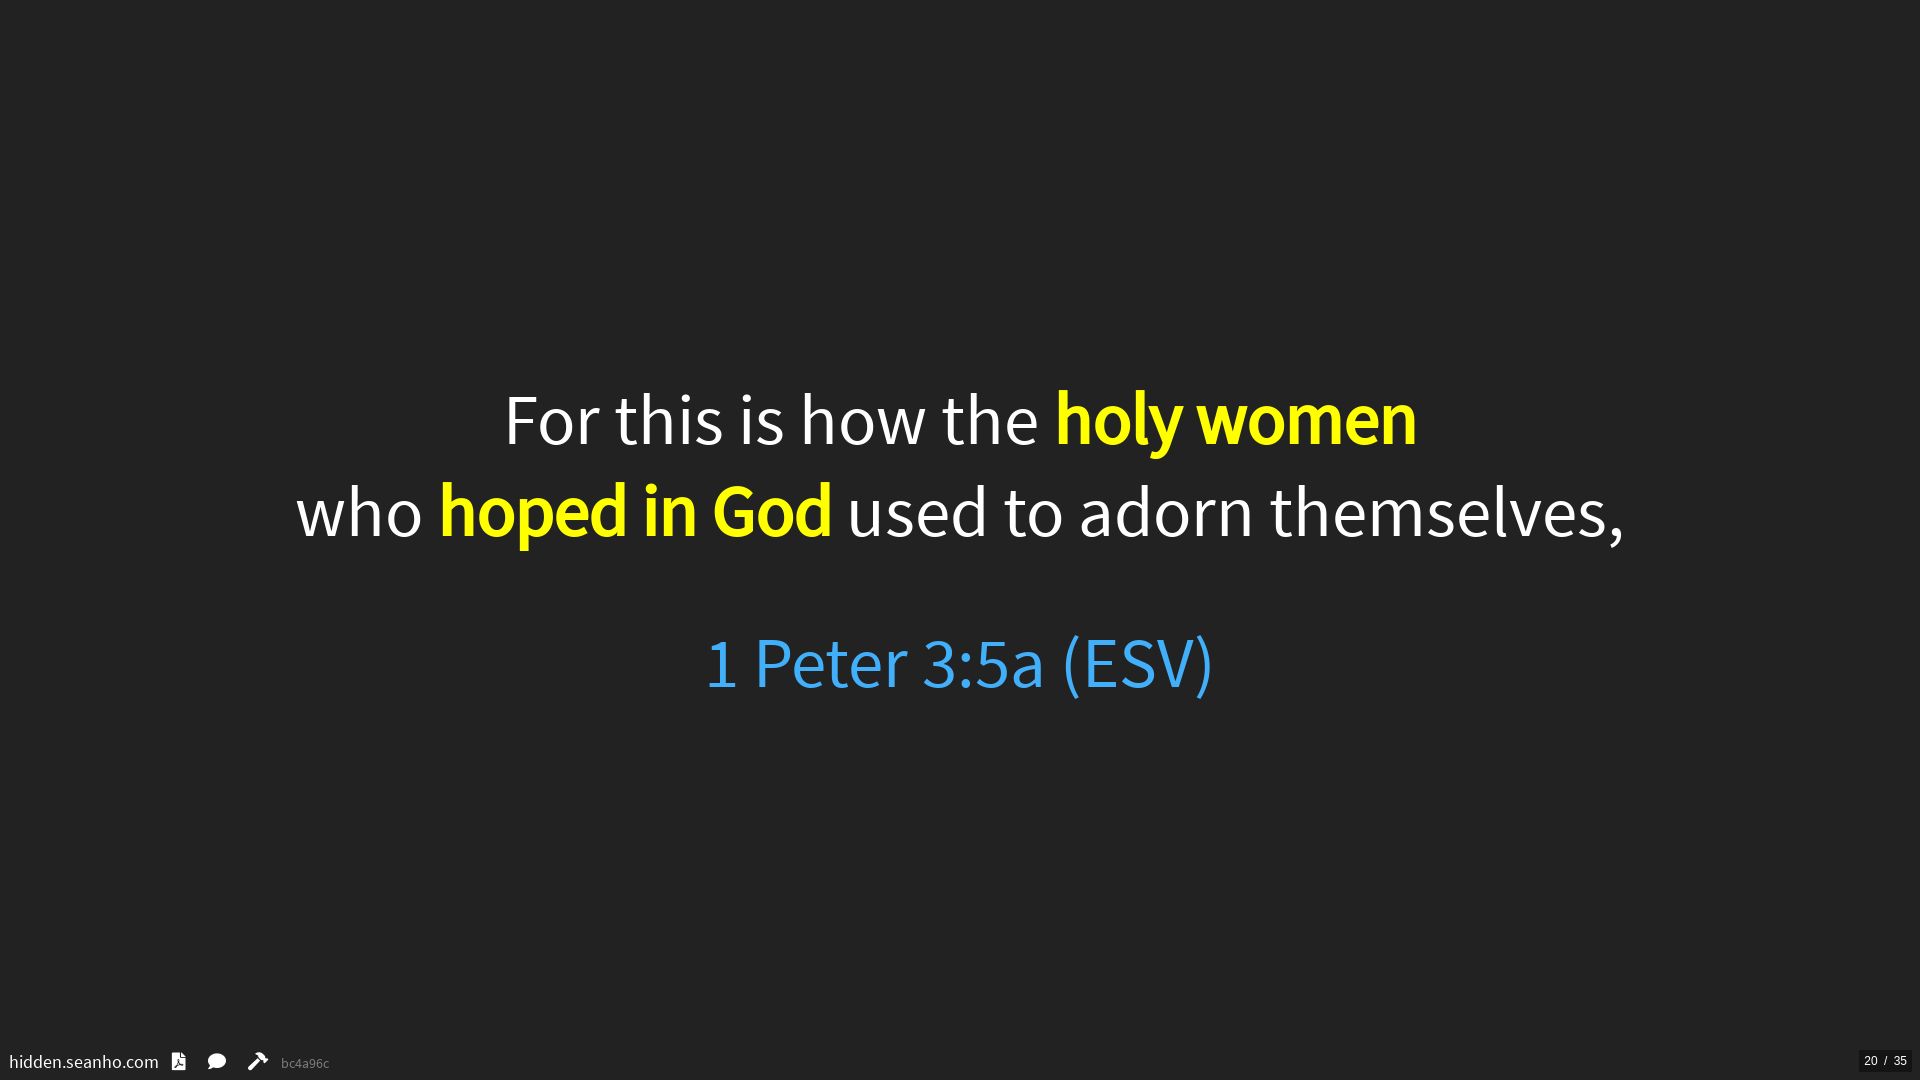 For this is how the holy women
who hoped in God used to adorn themselves,
1 Peter 3:5a (ESV)
hidden.seanho.com bc4a96c
20 / 35